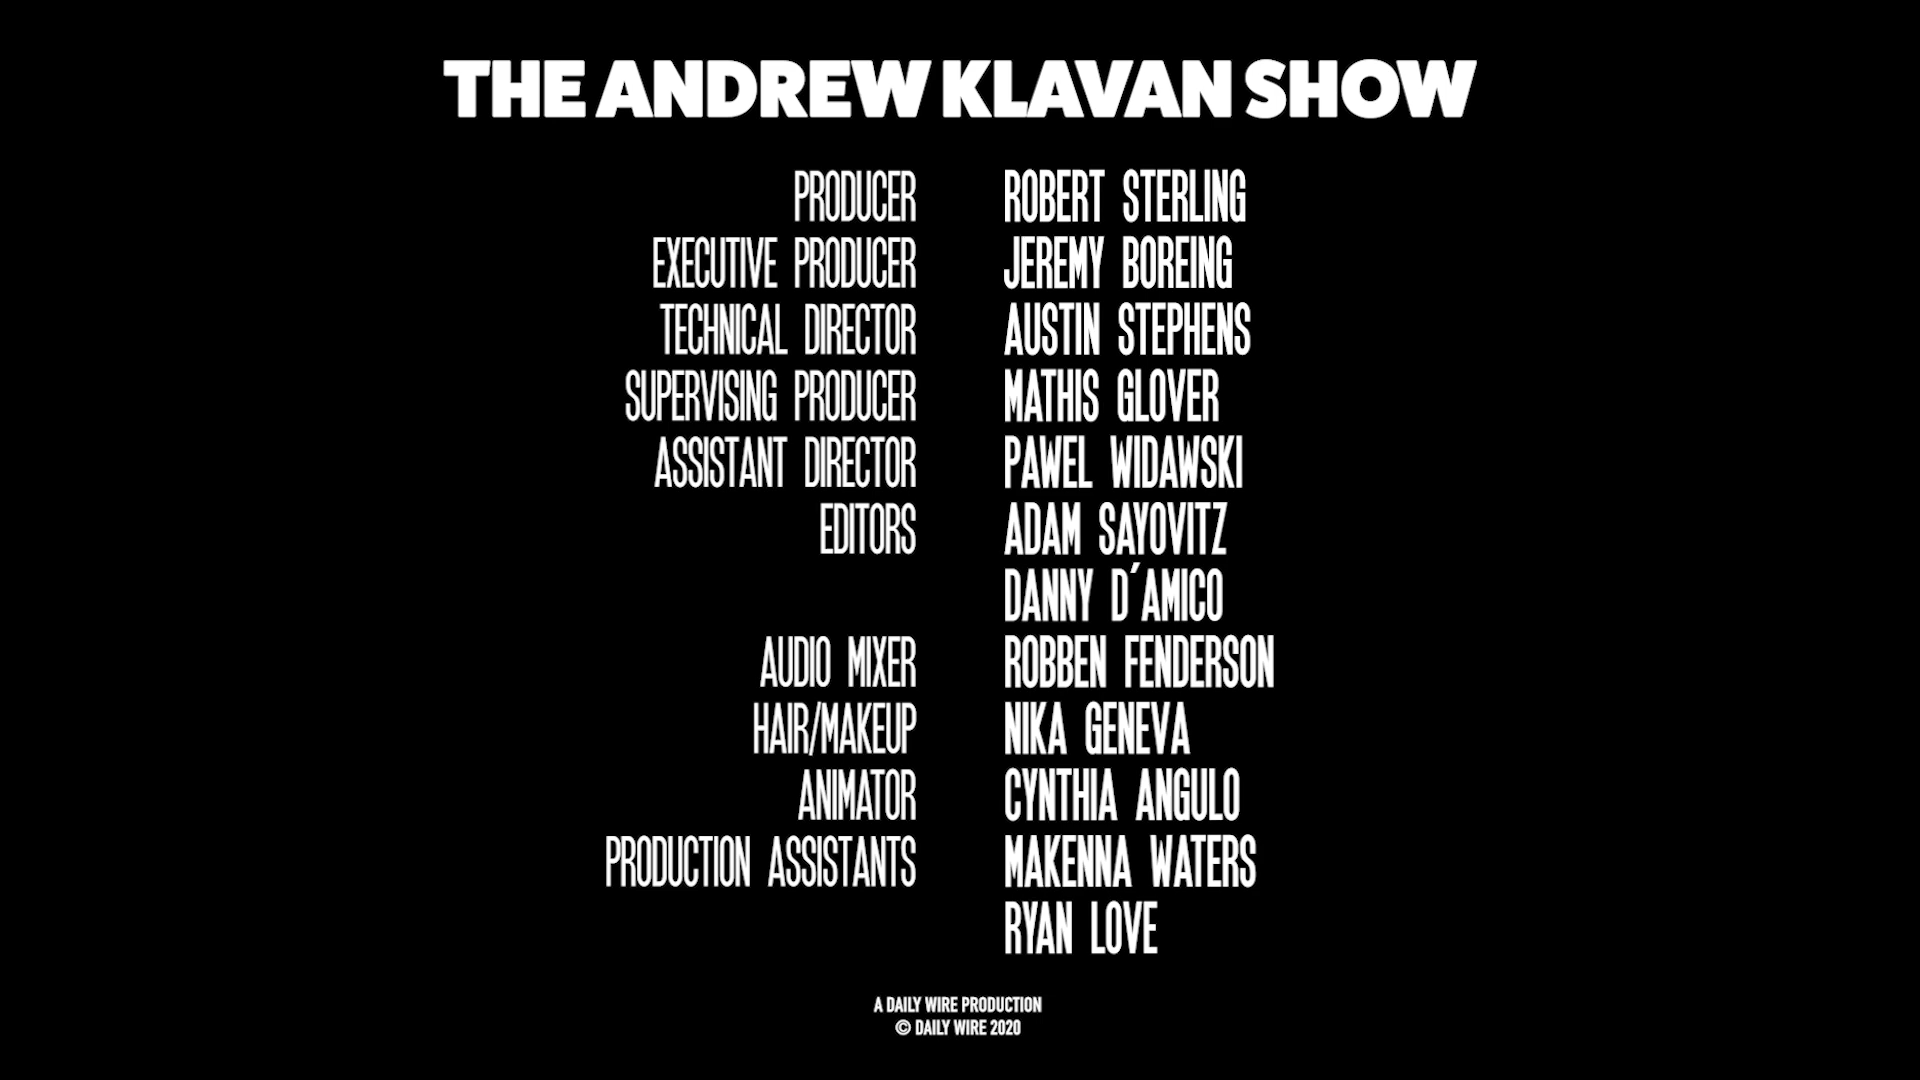 THE ANDREW KLAVAN SHOW
PRODUCER ROBERT STERLING
EXECUTIVE PRODUCER JEREMY BOREING
TECHNICAL DIRECTOR AUSTIN STEPHENS
SUPERVISING PRODUCER MATHIS GLOVER
ASSISTANT DIRECTOR PAWEL WIDAWSKI
EDITORS ADAM SAYOVITZ
DANNY D'AMICO
AUDIO MIXER ROBBEN FENDERSON
HAIR/MAKEUP NIKA GENEVA
ANIMATOR CYNTHIA ANGULO
PRODUCTION ASSISTANTS MAKENNA WATERS
RYAN LOVE
A DAILY WIRE PRODUCTION
© DAILY WIRE 2020